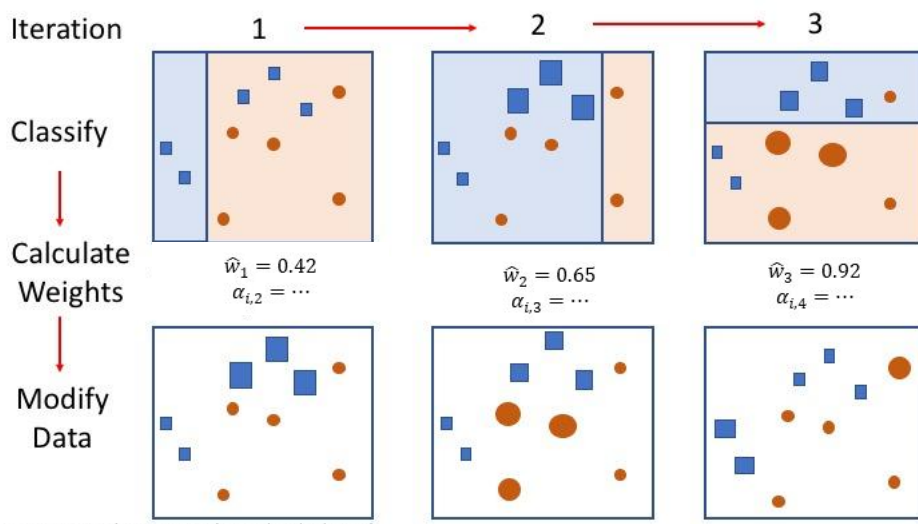 Iteration 1 2 3
Classify
Calculate
Weights
ŵ₁ = 0.42
α_{i,2} = ⋯
ŵ₂ = 0.65
α_{i,3} = ⋯
ŵ₃ = 0.92
α_{i,4} = ⋯
Modify
Data